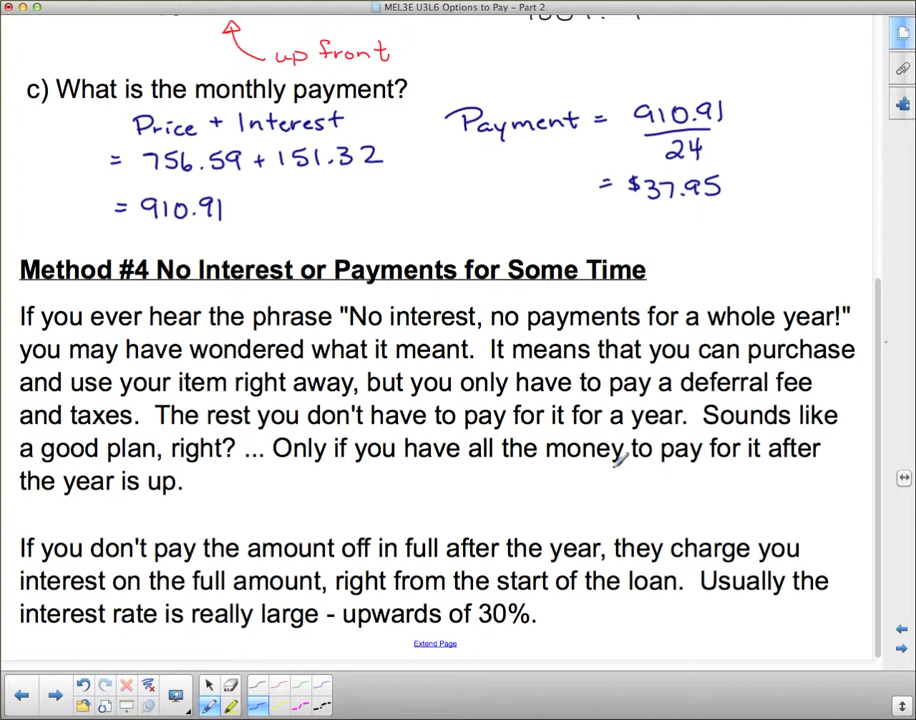 MEL3E U3L6 Options to Pay – Part 2
up front
c) What is the monthly payment?
Price + Interest
= 756.59 + 151.32
= 910.91
Payment = 910.91
24
= $37.95
Method #4 No Interest or Payments for Some Time
If you ever hear the phrase "No interest, no payments for a whole year!"
you may have wondered what it meant. It means that you can purchase
and use your item right away, but you only have to pay a deferral fee
and taxes. The rest you don't have to pay for it for a year. Sounds like
a good plan, right? ... Only if you have all the money to pay for it after
the year is up.
If you don't pay the amount off in full after the year, they charge you
interest on the full amount, right from the start of the loan. Usually the
interest rate is really large - upwards of 30%.
Extend Page